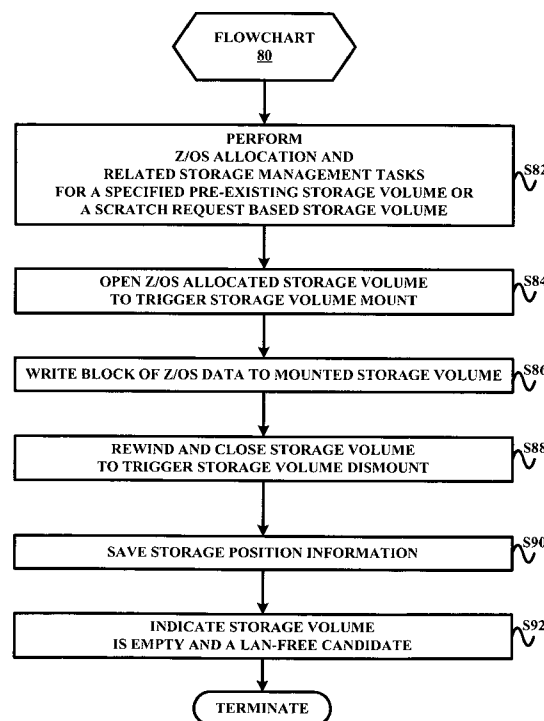 FLOWCHART
80
PERFORM
Z/OS ALLOCATION AND
RELATED STORAGE MANAGEMENT TASKS
FOR A SPECIFIED PRE-EXISTING STORAGE VOLUME OR
A SCRATCH REQUEST BASED STORAGE VOLUME
S82
OPEN Z/OS ALLOCATED STORAGE VOLUME
TO TRIGGER STORAGE VOLUME MOUNT
S84
WRITE BLOCK OF Z/OS DATA TO MOUNTED STORAGE VOLUME
S86
REWIND AND CLOSE STORAGE VOLUME
TO TRIGGER STORAGE VOLUME DISMOUNT
S88
SAVE STORAGE POSITION INFORMATION
S90
INDICATE STORAGE VOLUME
IS EMPTY AND A LAN-FREE CANDIDATE
S92
TERMINATE